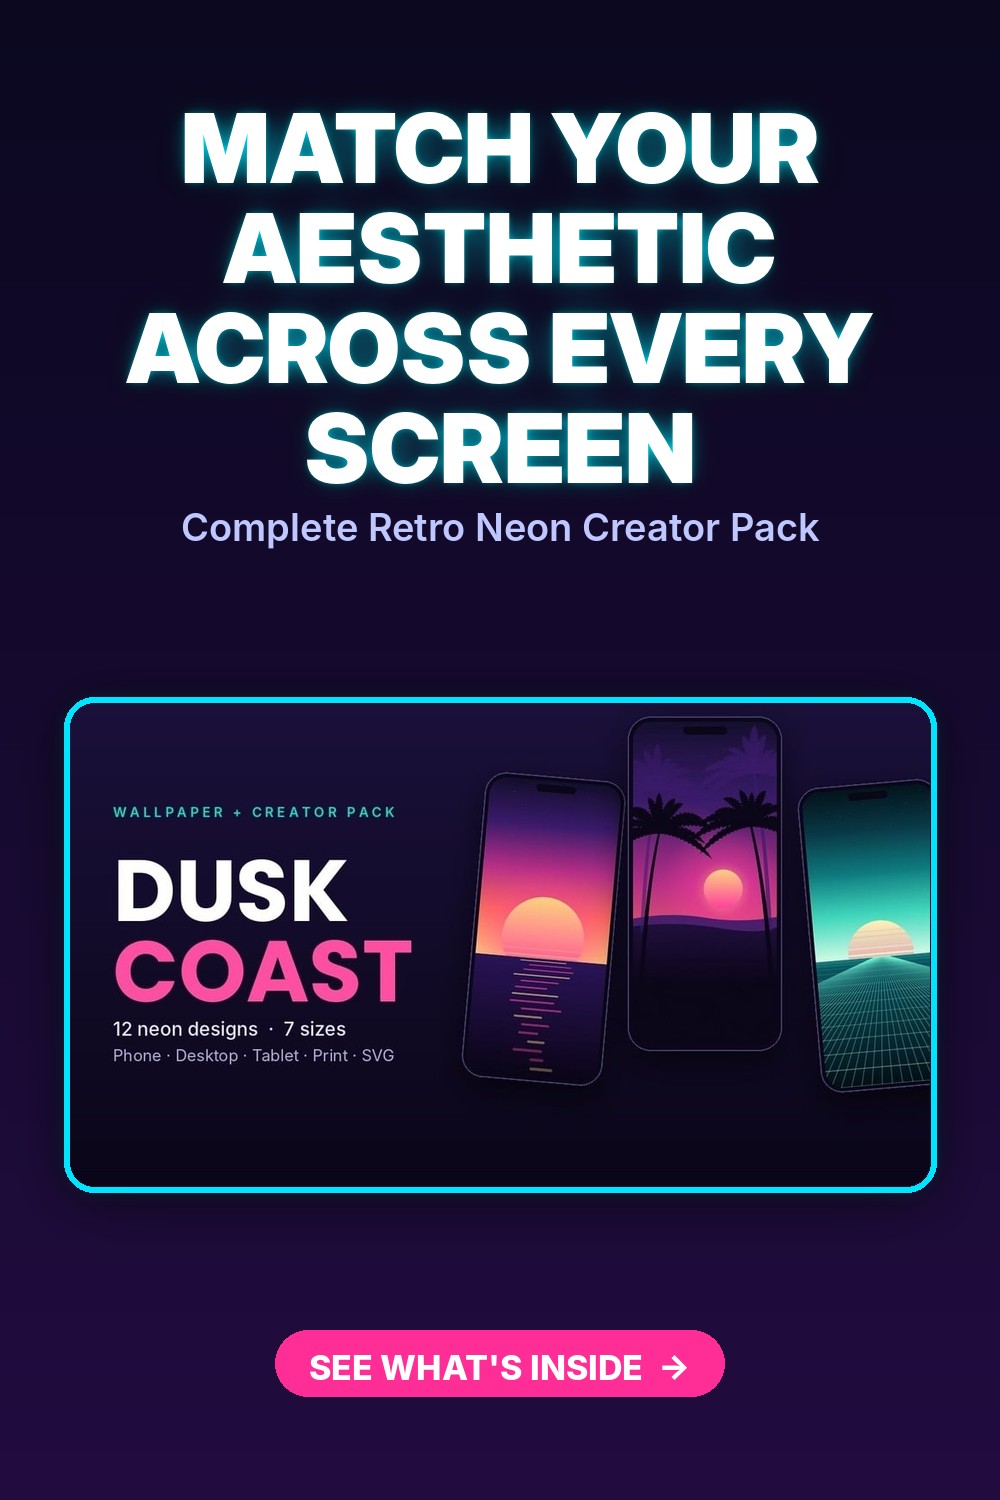 MATCH YOUR
AESTHETIC
ACROSS EVERY
SCREEN
Complete Retro Neon Creator Pack
WALLPAPER + CREATOR PACK
DUSK
COAST
12 neon designs · 7 sizes
Phone · Desktop · Tablet · Print · SVG
SEE WHAT'S INSIDE →